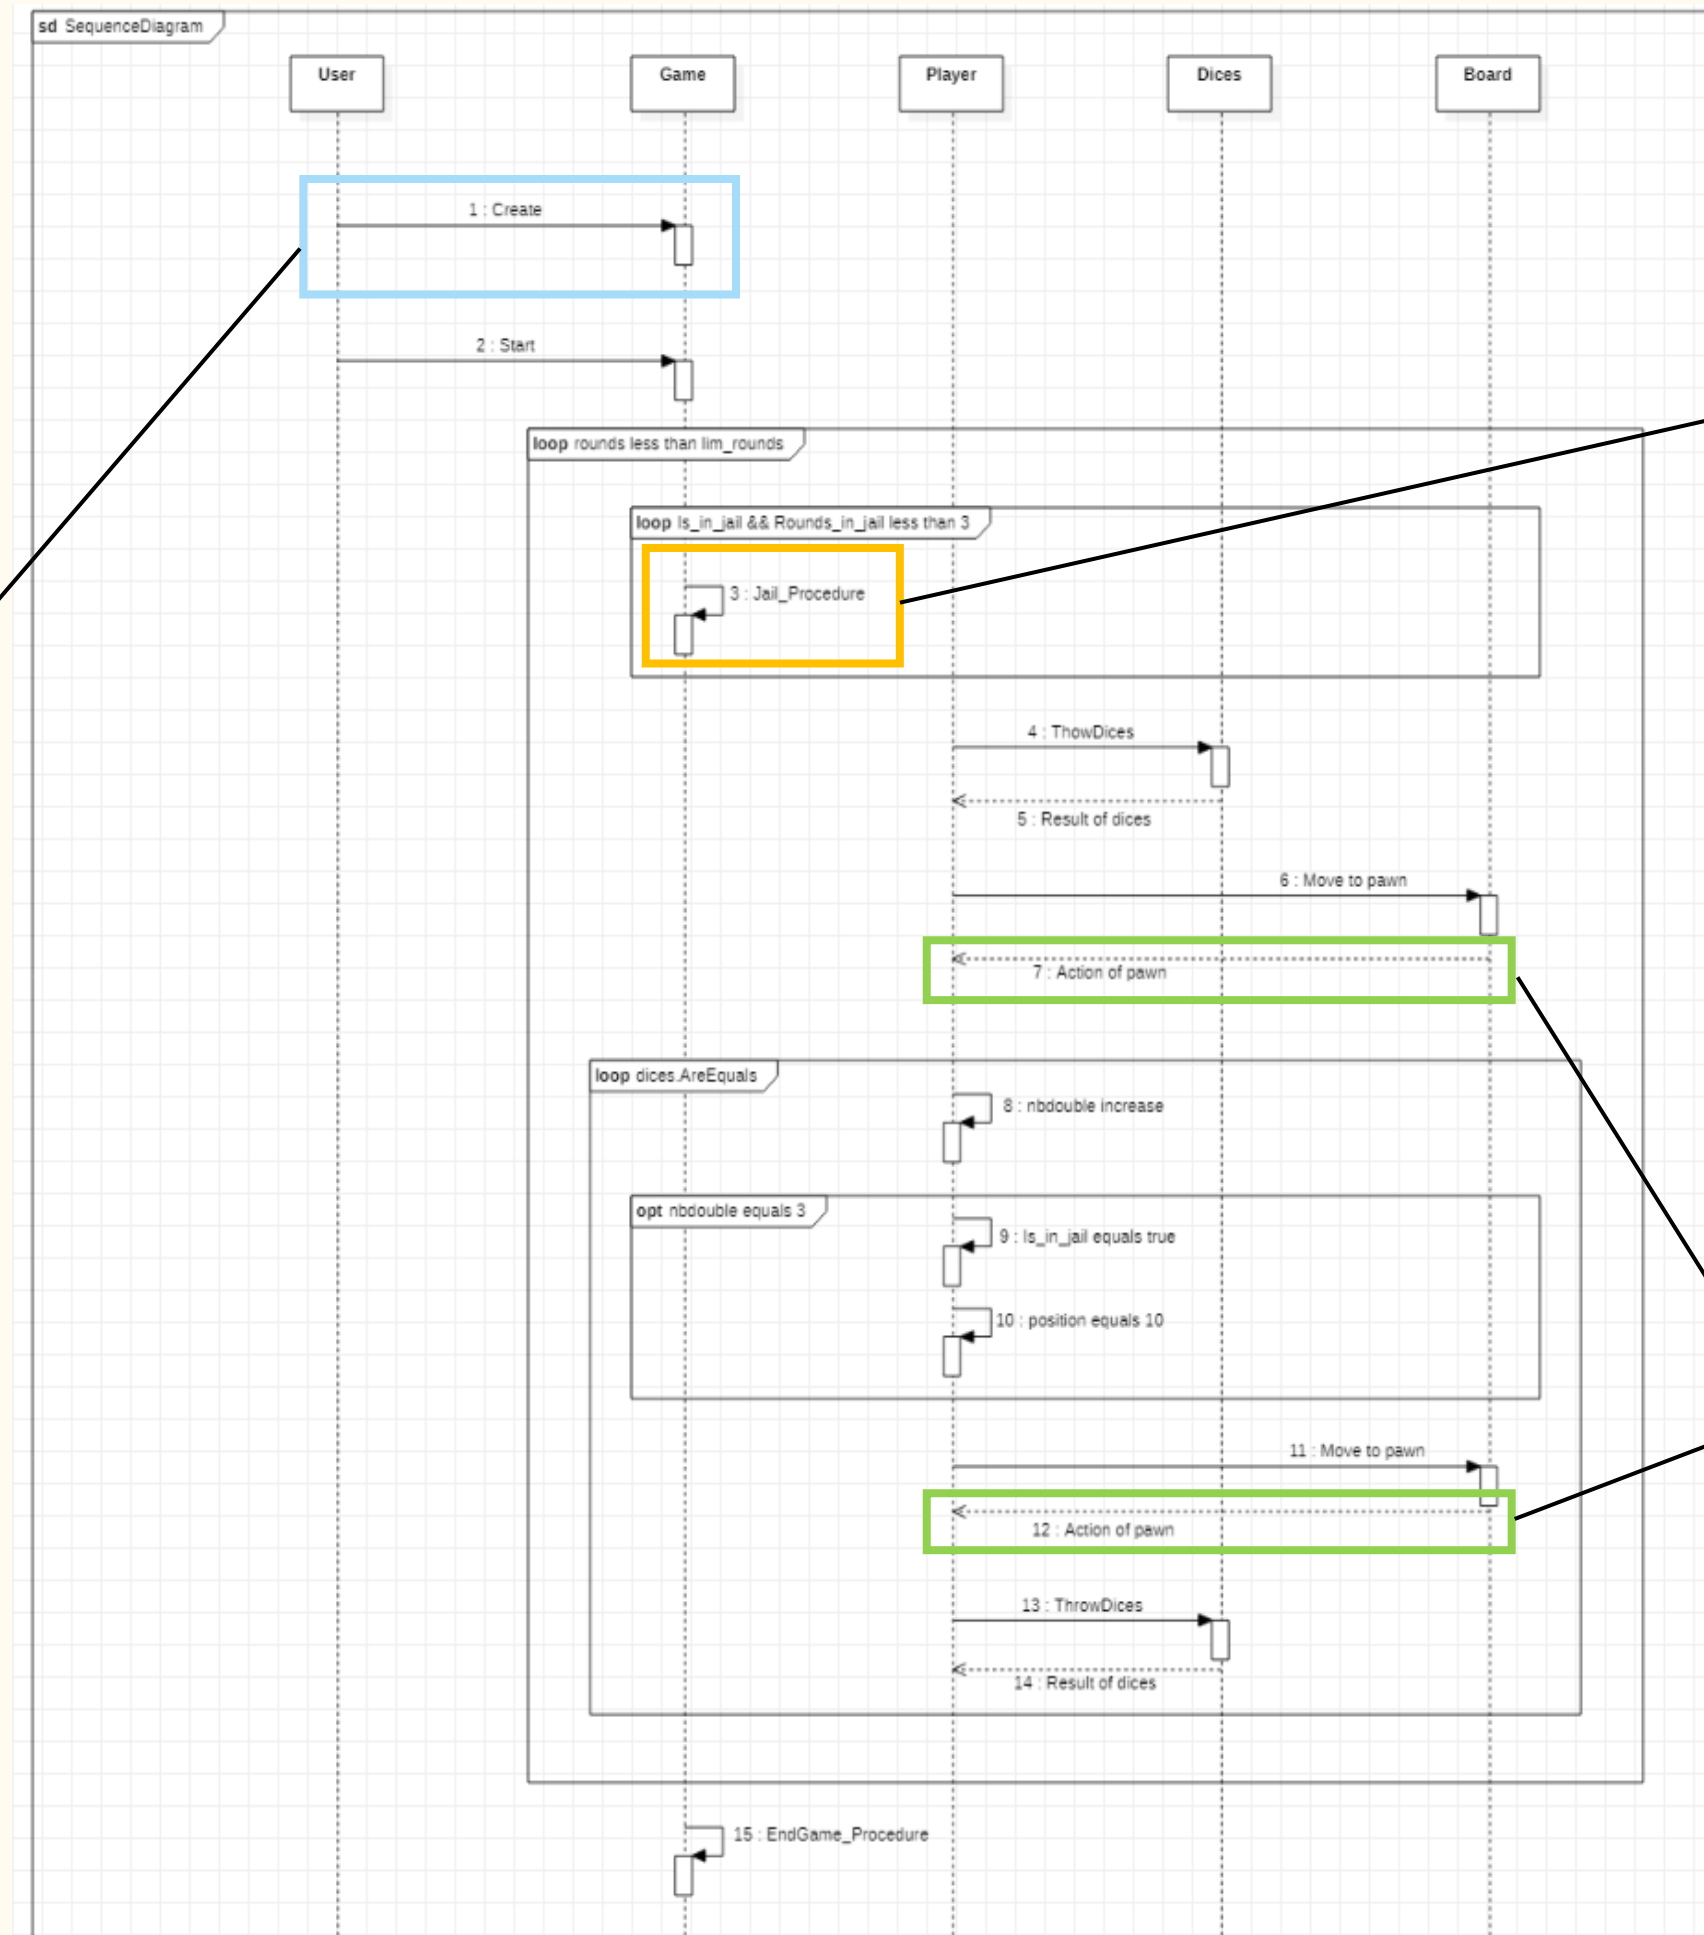 sd SequenceDiagram
User
Game
Player
Dices
Board
1 : Create
2 : Start
loop rounds less than lim_rounds
loop Is_in_jail && Rounds_in_jail less than 3
3 : Jail_Procedure
4 : ThowDices
5 : Result of dices
6 : Move to pawn
7 : Action of pawn
loop dices.AreEquals
8 : nbdouble increase
opt nbdouble equals 3
9 : Is_in_jail equals true
10 : position equals 10
11 : Move to pawn
12 : Action of pawn
13 : ThrowDices
14 : Result of dices
15 : EndGame_Procedure